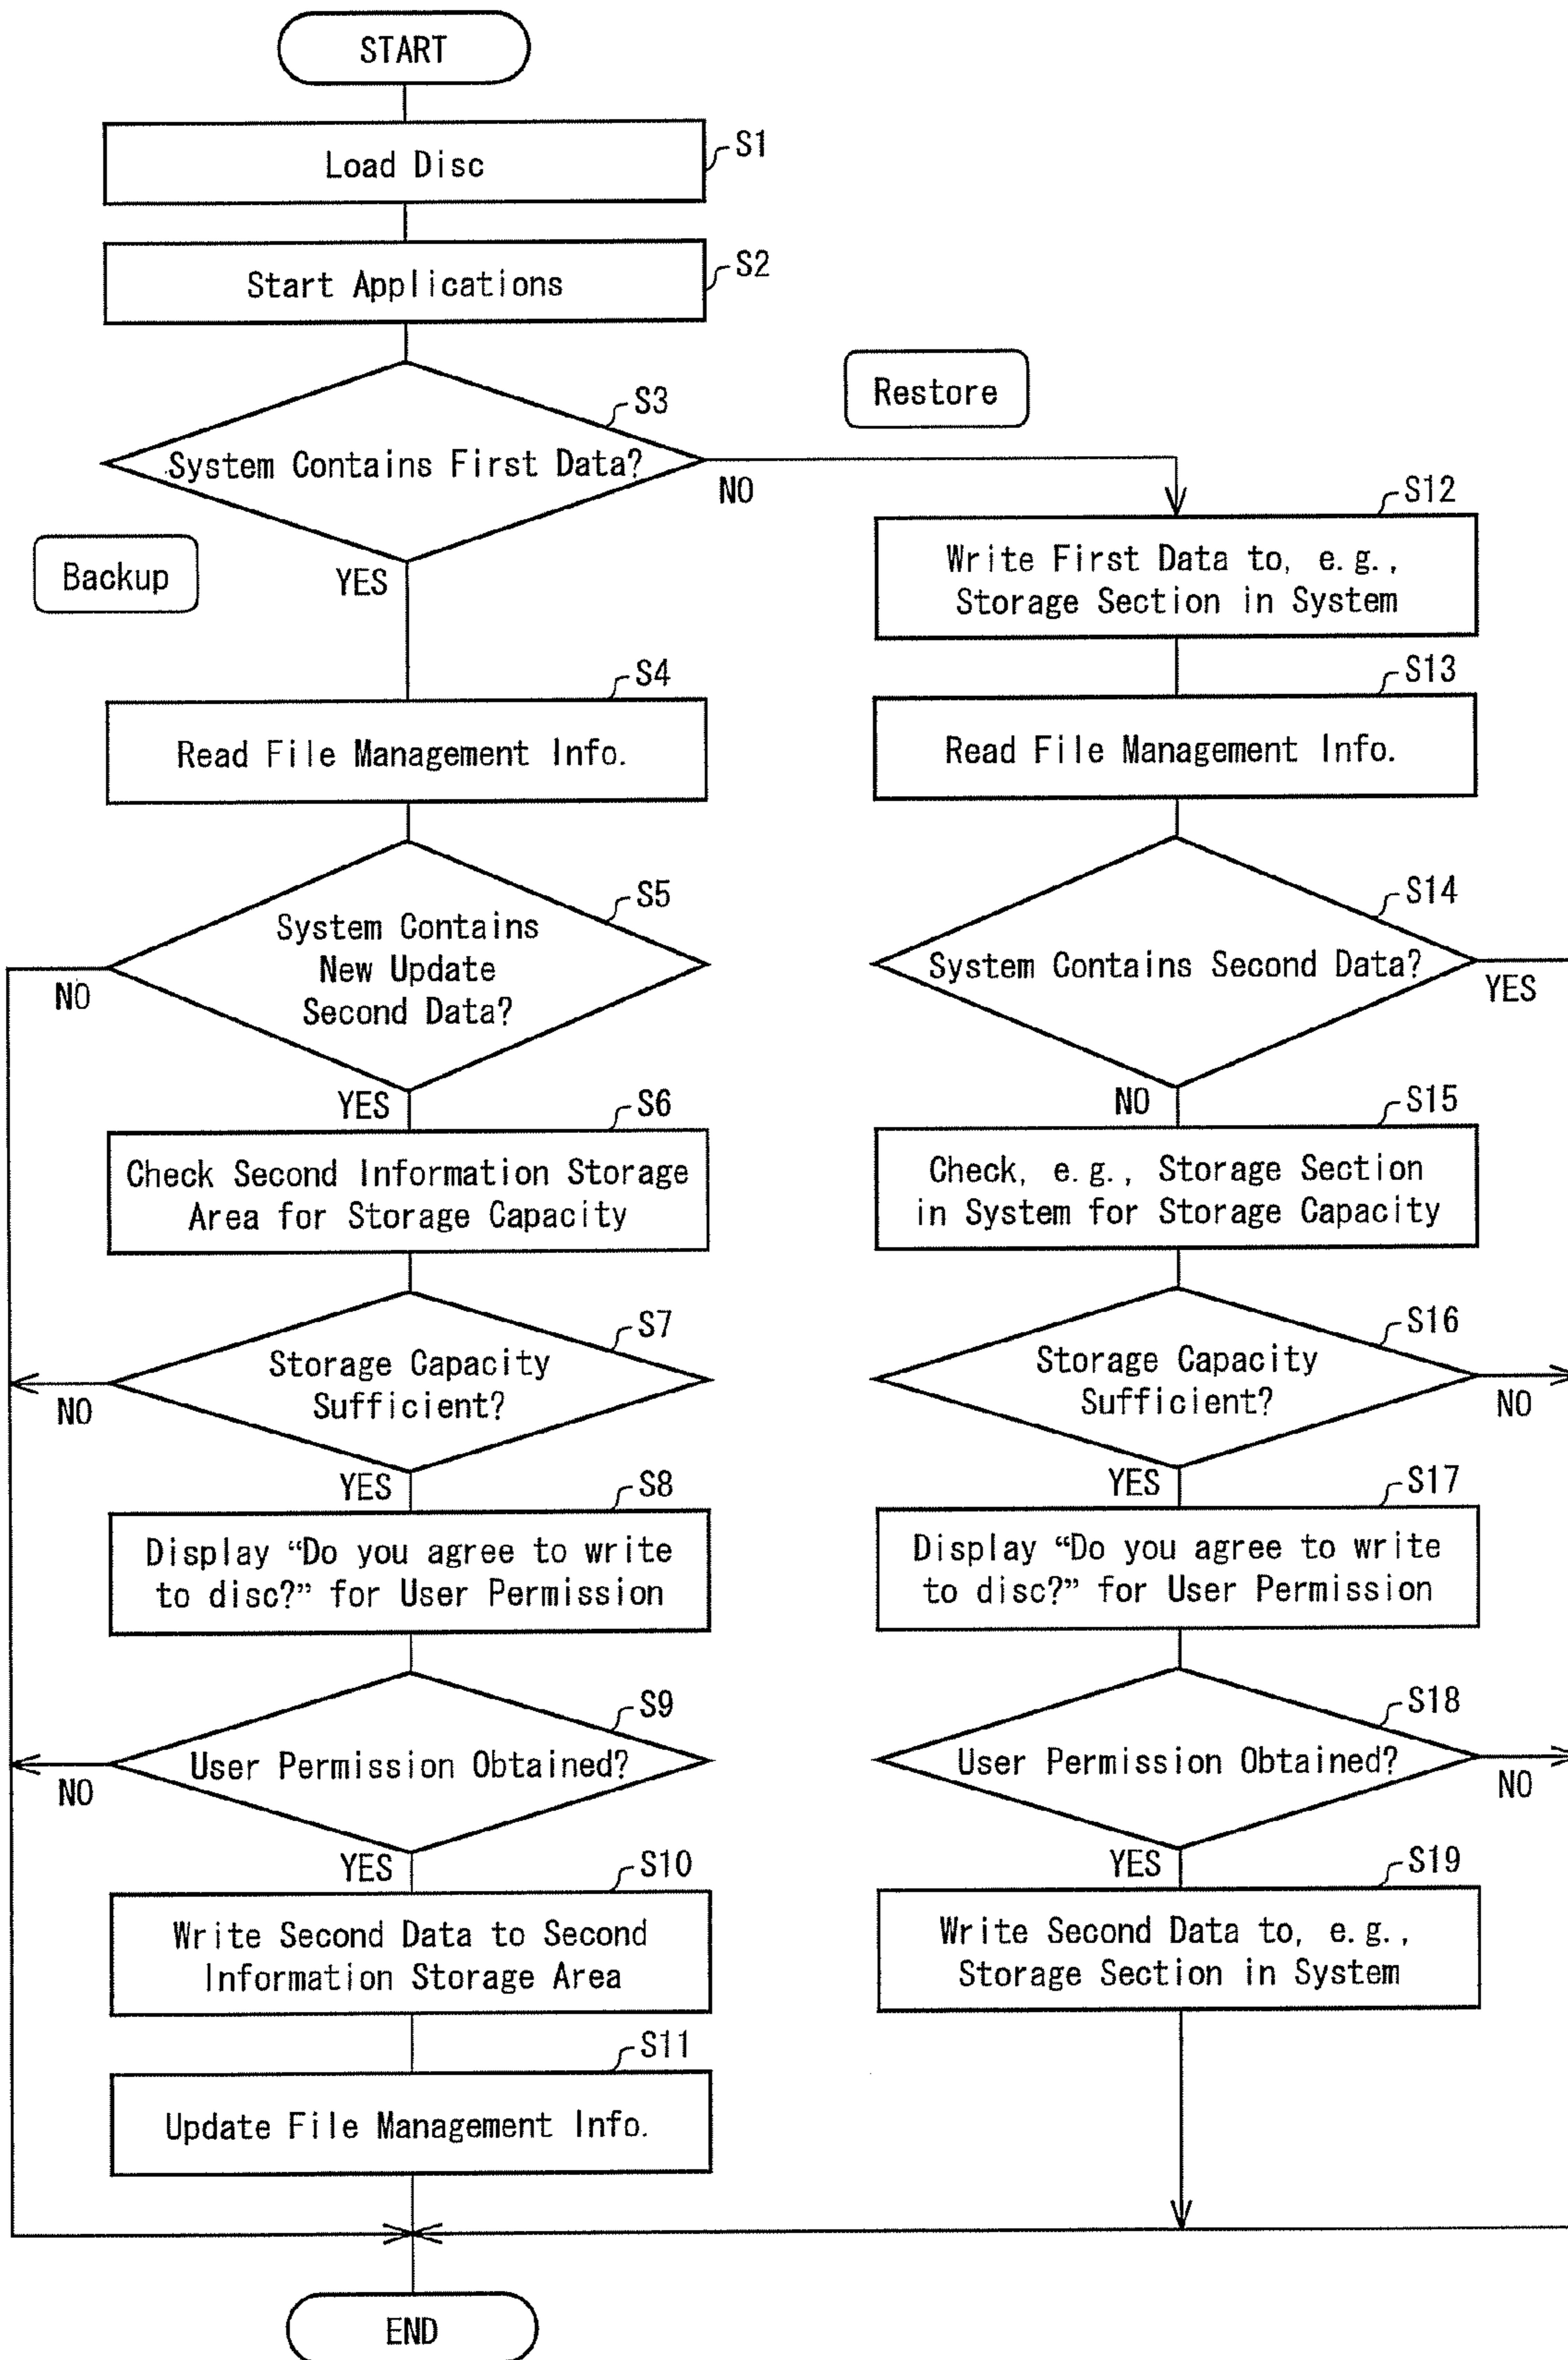 START
S1
Load Disc
S2
Start Applications
S3
System Contains First Data?
NO
YES
Backup
Restore
S4
Read File Management Info.
S5
System Contains
New Update
Second Data?
NO
YES
S6
Check Second Information Storage
Area for Storage Capacity
S7
Storage Capacity
Sufficient?
NO
YES
S8
Display “Do you agree to write
to disc?” for User Permission
S9
User Permission Obtained?
NO
YES
S10
Write Second Data to Second
Information Storage Area
S11
Update File Management Info.
S12
Write First Data to, e.g.,
Storage Section in System
S13
Read File Management Info.
S14
System Contains Second Data?
YES
NO
S15
Check, e.g., Storage Section
in System for Storage Capacity
S16
Storage Capacity
Sufficient?
NO
YES
S17
Display “Do you agree to write
to disc?” for User Permission
S18
User Permission Obtained?
NO
YES
S19
Write Second Data to, e.g.,
Storage Section in System
END